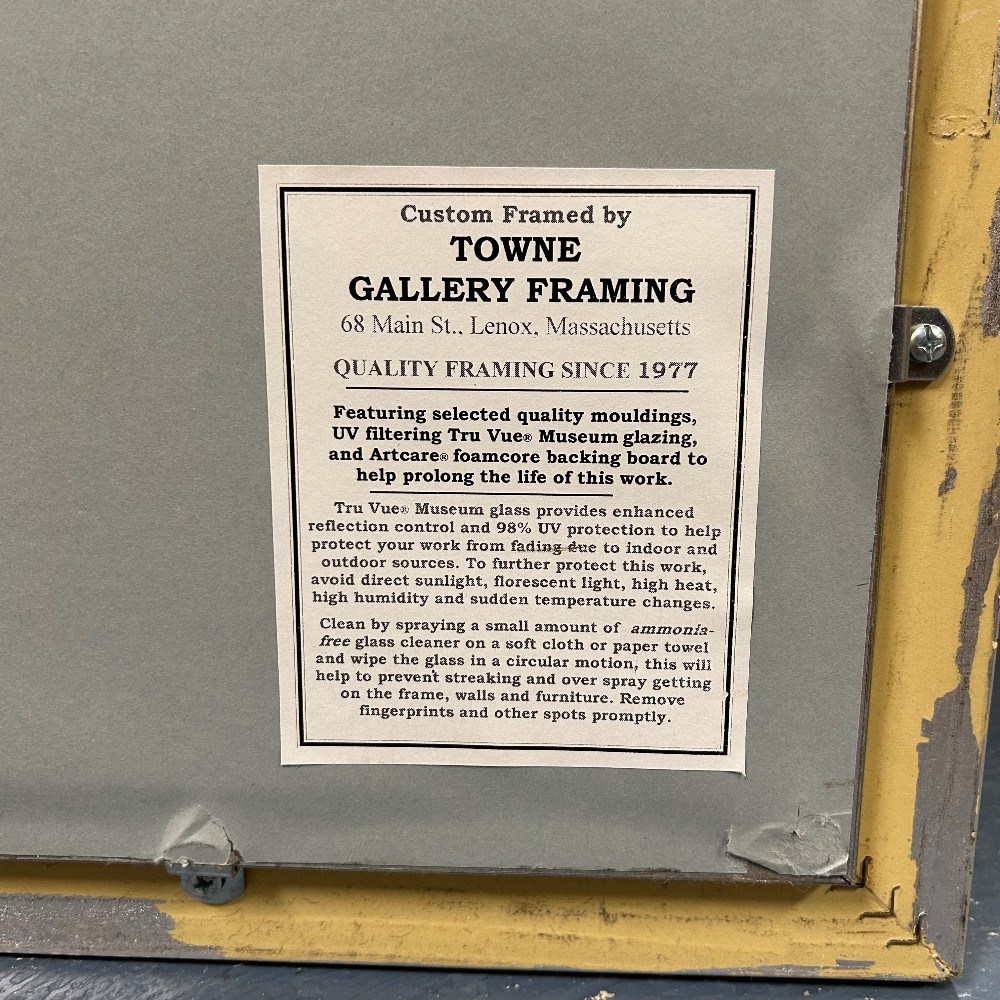 Custom Framed by
TOWNE
GALLERY FRAMING
68 Main St., Lenox, Massachusetts
QUALITY FRAMING SINCE 1977
Featuring selected quality mouldings,
UV filtering Tru Vue® Museum glazing,
and Artcare® foamcore backing board to
help prolong the life of this work.
Tru Vue® Museum glass provides enhanced
reflection control and 98% UV protection to help
protect your work from fading due to indoor and
outdoor sources. To further protect this work,
avoid direct sunlight, florescent light, high heat,
high humidity and sudden temperature changes.
Clean by spraying a small amount of ammonia-
free glass cleaner on a soft cloth or paper towel
and wipe the glass in a circular motion, this will
help to prevent streaking and over spray getting
on the frame, walls and furniture. Remove
fingerprints and other spots promptly.